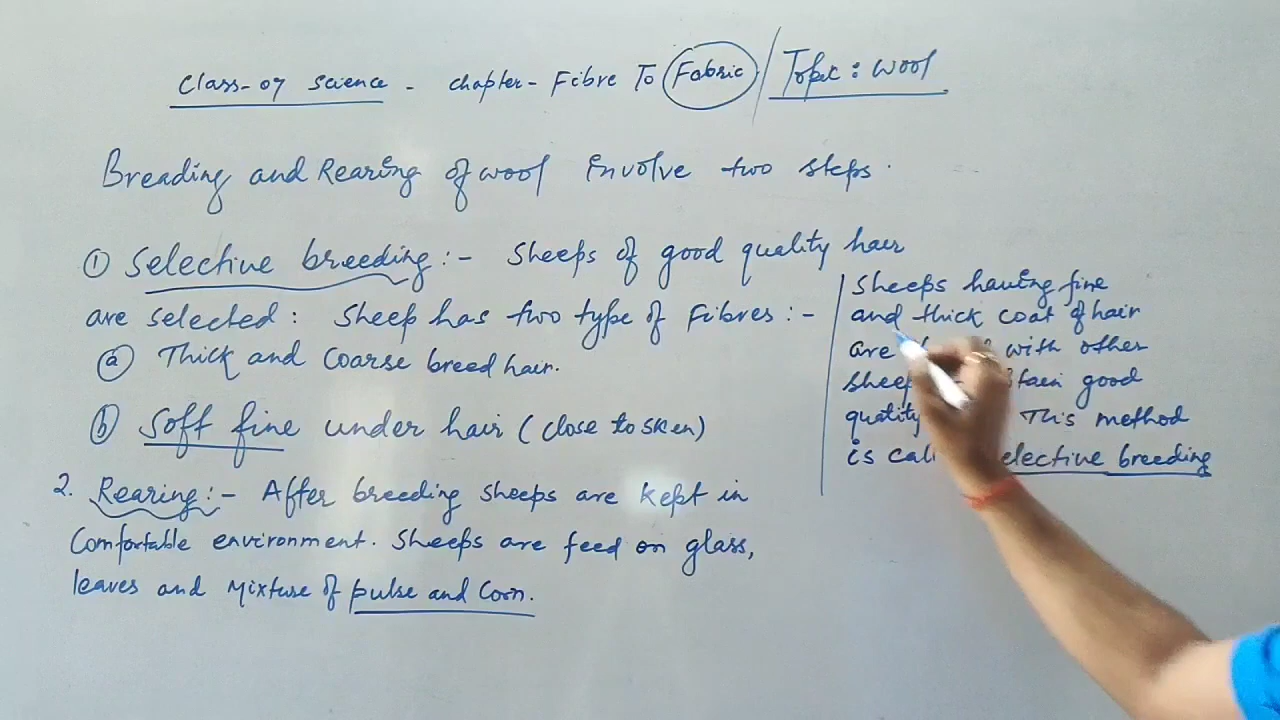 Class-07 Science - chapter- Fibre To Fabric / Topic: wool
Breading and Rearing of wool involve two steps.
① Selective breeding:- Sheeps of good quality hair
are selected: Sheep has two type of Fibres:-
ⓐ Thick and Coarse breed hair.
ⓑ Soft fine under hair (close to sken)
2. Rearing:- After breeding sheeps are kept in
Comfortable environment. Sheeps are feed on glass,
leaves and mixture of pulse and Corn.
Sheeps having fine
and thick coat of hair
are with other
good
quality This method
is breeding